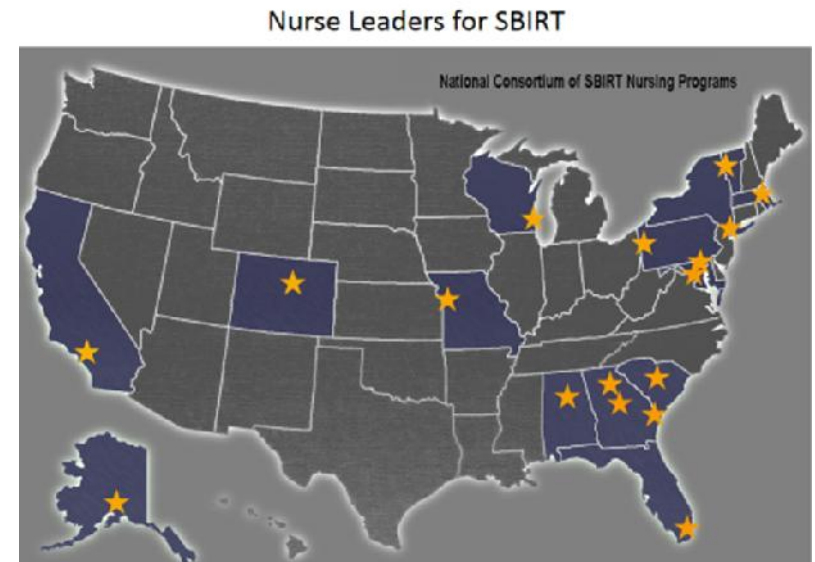 Nurse Leaders for SBIRT
National Consortium of SBIRT Nursing Programs